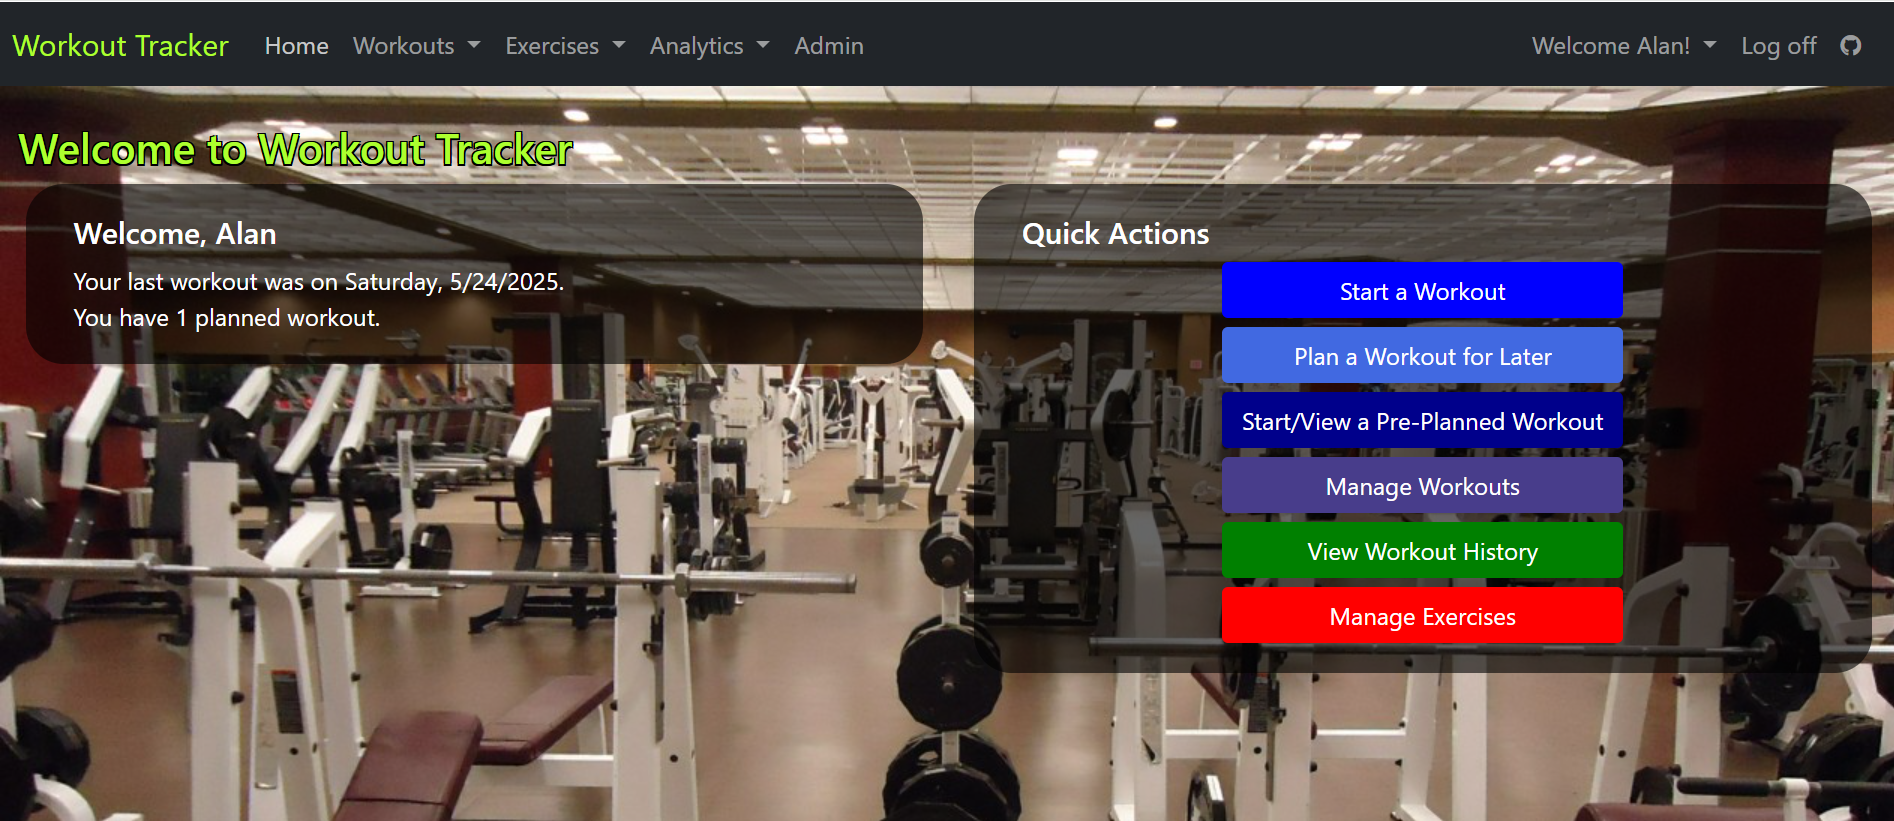 Workout Tracker Home Workouts Exercises Analytics Admin Welcome Alan! Log off
Welcome to Workout Tracker
Welcome, Alan
Your last workout was on Saturday, 5/24/2025.
You have 1 planned workout.
Quick Actions
Start a Workout
Plan a Workout for Later
Start/View a Pre-Planned Workout
Manage Workouts
View Workout History
Manage Exercises